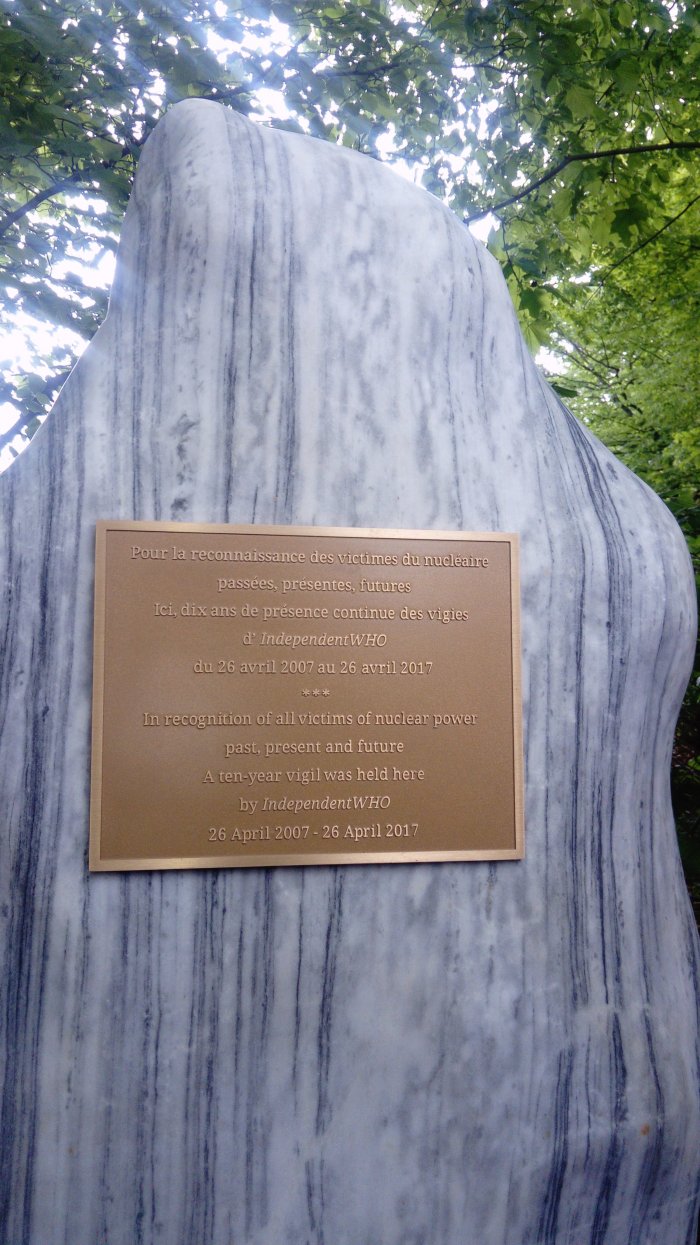 Pour la reconnaissance des victimes du nucléaire
passées, présentes, futures
Ici, dix ans de présence continue des vigies
d' IndependentWHO
du 26 avril 2007 au 26 avril 2017
***
In recognition of all victims of nuclear power
past, present and future
A ten-year vigil was held here
by IndependentWHO
26 April 2007 - 26 April 2017